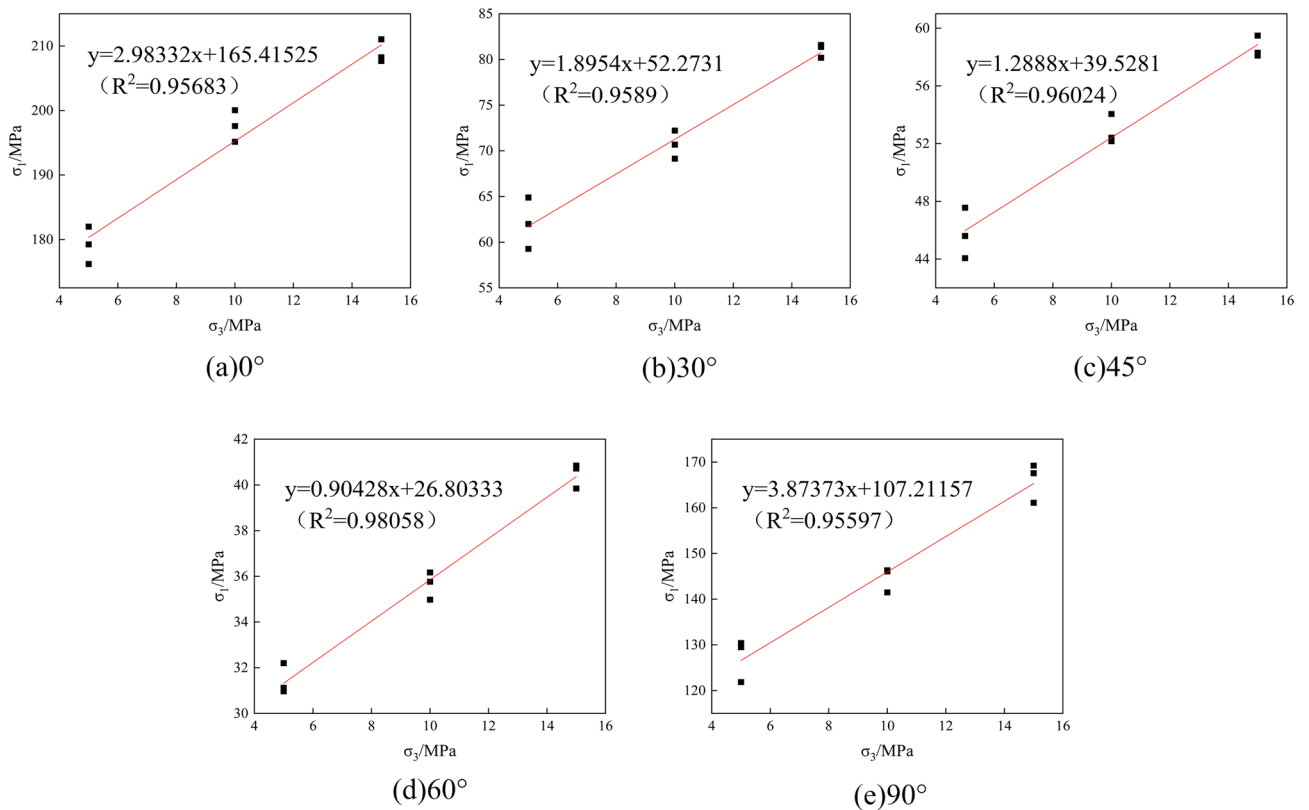 y=2.98332x+165.41525
（R²=0.95683）
210
200
190
180
σ₁/MPa
4 6 8 10 12 14 16
σ₃/MPa
(a)0°
y=1.8954x+52.2731
（R²=0.9589）
85
80
75
70
65
60
55
σ₁/MPa
4 6 8 10 12 14 16
σ₃/MPa
(b)30°
y=1.2888x+39.5281
（R²=0.96024）
60
56
52
48
44
σ₁/MPa
4 6 8 10 12 14 16
σ₃/MPa
(c)45°
y=0.90428x+26.80333
（R²=0.98058）
42
40
38
36
34
32
30
σ₁/MPa
4 6 8 10 12 14 16
σ₃/MPa
(d)60°
y=3.87373x+107.21157
（R²=0.95597）
170
160
150
140
130
120
σ₁/MPa
4 6 8 10 12 14 16
σ₃/MPa
(e)90°